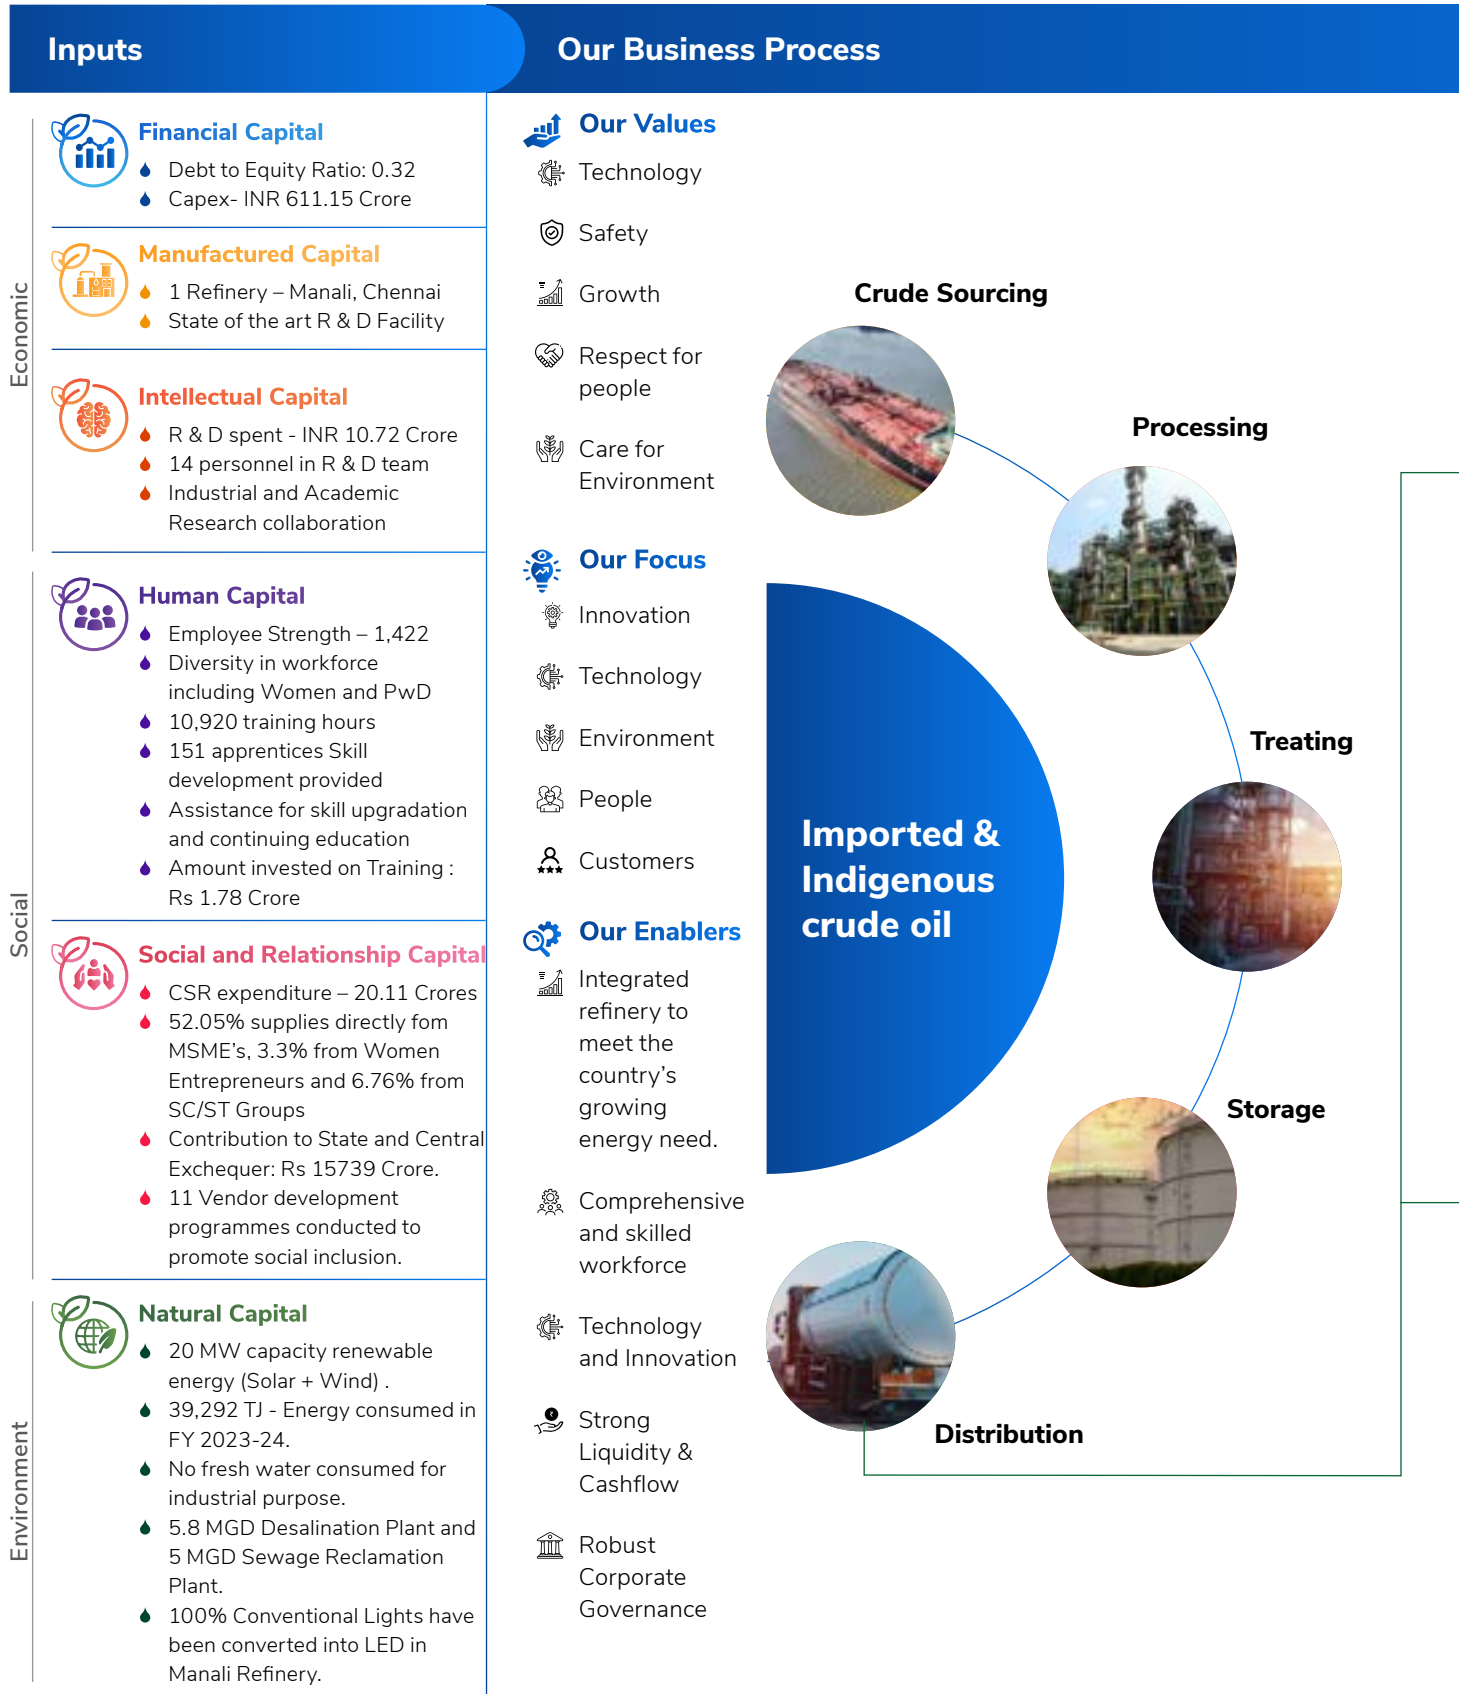 Inputs
Our Business Process
Economic
Financial Capital
Debt to Equity Ratio: 0.32
Capex- INR 611.15 Crore
Manufactured Capital
1 Refinery – Manali, Chennai
State of the art R & D Facility
Intellectual Capital
R & D spent - INR 10.72 Crore
14 personnel in R & D team
Industrial and Academic
Research collaboration
Social
Human Capital
Employee Strength – 1,422
Diversity in workforce
including Women and PwD
10,920 training hours
151 apprentices Skill
development provided
Assistance for skill upgradation
and continuing education
Amount invested on Training :
Rs 1.78 Crore
Social and Relationship Capital
CSR expenditure – 20.11 Crores
52.05% supplies directly fom
MSME’s, 3.3% from Women
Entrepreneurs and 6.76% from
SC/ST Groups
Contribution to State and Central
Exchequer: Rs 15739 Crore.
11 Vendor development
programmes conducted to
promote social inclusion.
Environment
Natural Capital
20 MW capacity renewable
energy (Solar + Wind) .
39,292 TJ - Energy consumed in
FY 2023-24.
No fresh water consumed for
industrial purpose.
5.8 MGD Desalination Plant and
5 MGD Sewage Reclamation
Plant.
100% Conventional Lights have
been converted into LED in
Manali Refinery.
Our Values
Technology
Safety
Growth
Respect for
people
Care for
Environment
Our Focus
Innovation
Technology
Environment
People
Customers
Our Enablers
Integrated
refinery to
meet the
country’s
growing
energy need.
Comprehensive
and skilled
workforce
Technology
and Innovation
Strong
Liquidity &
Cashflow
Robust
Corporate
Governance
Crude Sourcing
Processing
Treating
Imported &
Indigenous
crude oil
Storage
Distribution